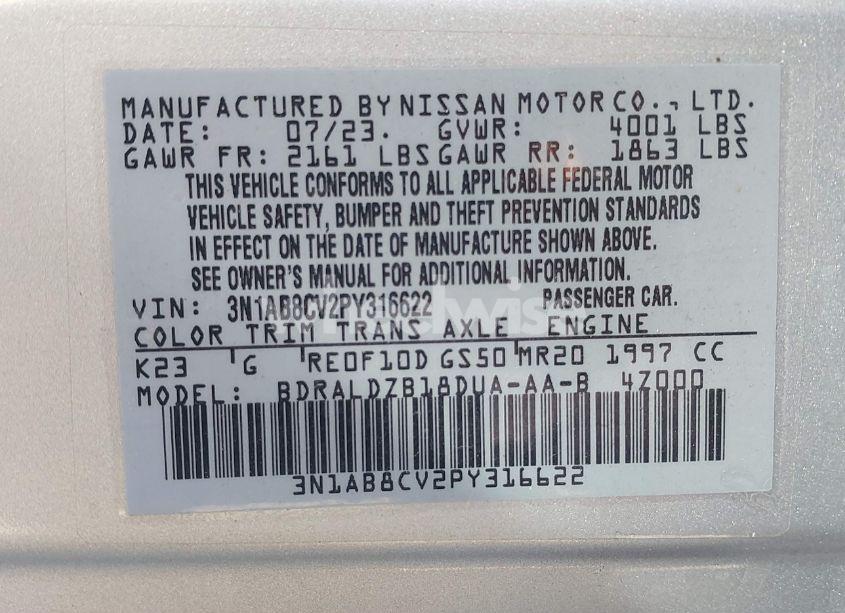 MANUFACTURED BY NISSAN MOTOR CO., LTD.
DATE: 07/23. GVWR: 4001 LBS
GAWR FR: 2161 LBS GAWR RR: 1863 LBS
THIS VEHICLE CONFORMS TO ALL APPLICABLE FEDERAL MOTOR
VEHICLE SAFETY, BUMPER AND THEFT PREVENTION STANDARDS
IN EFFECT ON THE DATE OF MANUFACTURE SHOWN ABOVE.
SEE OWNER'S MANUAL FOR ADDITIONAL INFORMATION.
VIN: 3N1AB8CV2PY316622 PASSENGER CAR.
COLOR TRIM TRANS AXLE ENGINE
K23 G RE0F10D GS50 MR20 1997 CC
MODEL: BDRALDZB18DUA-AA-B 4Z000
3N1AB8CV2PY316622